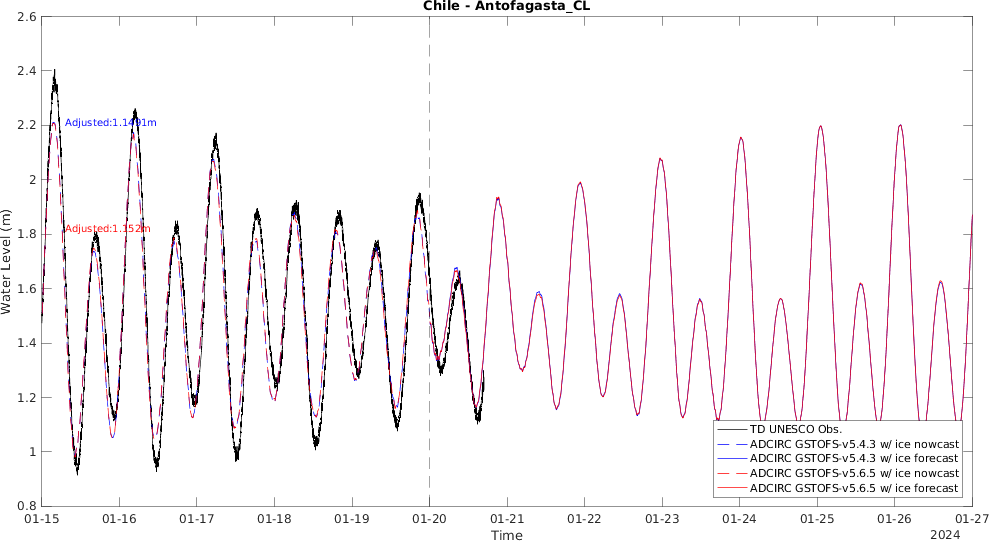 Chile - Antofagasta_CL
2.6
2.4
2.2
2
1.8
1.6
1.4
1.2
1
0.8
Water Level (m)
Adjusted:1.1491m
Adjusted:1.152m
TD UNESCO Obs.
ADCIRC GSTOFS-v5.4.3 w/ ice nowcast
ADCIRC GSTOFS-v5.4.3 w/ ice forecast
ADCIRC GSTOFS-v5.6.5 w/ ice nowcast
ADCIRC GSTOFS-v5.6.5 w/ ice forecast
01-15 01-16 01-17 01-18 01-19 01-20 01-21 01-22 01-23 01-24 01-25 01-26 01-27
Time
2024